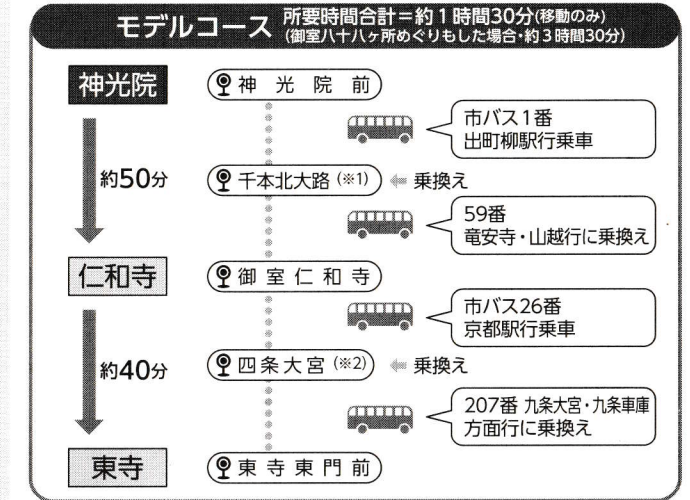 モデルコース 所要時間合計＝約1時間30分(移動のみ)
(御室八十八ヶ所めぐりもした場合・約3時間30分)
神光院
神光院前
市バス1番
出町柳駅行乗車
約50分
千本北大路(※1)
乗換え
59番
竜安寺・山越行に乗換え
仁和寺
御室仁和寺
市バス26番
京都駅行乗車
約40分
四条大宮(※2)
乗換え
207番 九条大宮・九条車庫
方面行に乗換え
東寺
東寺東門前